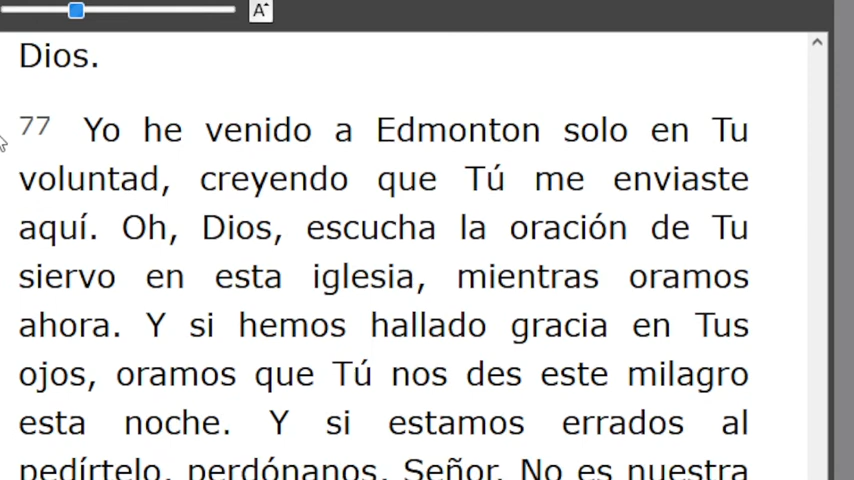 A
Dios.
77 Yo he venido a Edmonton solo en Tu
voluntad, creyendo que Tú me enviaste
aquí. Oh, Dios, escucha la oración de Tu
siervo en esta iglesia, mientras oramos
ahora. Y si hemos hallado gracia en Tus
ojos, oramos que Tú nos des este milagro
esta noche. Y si estamos errados al
pedírtelo, perdónanos, Señor. No es nuestra